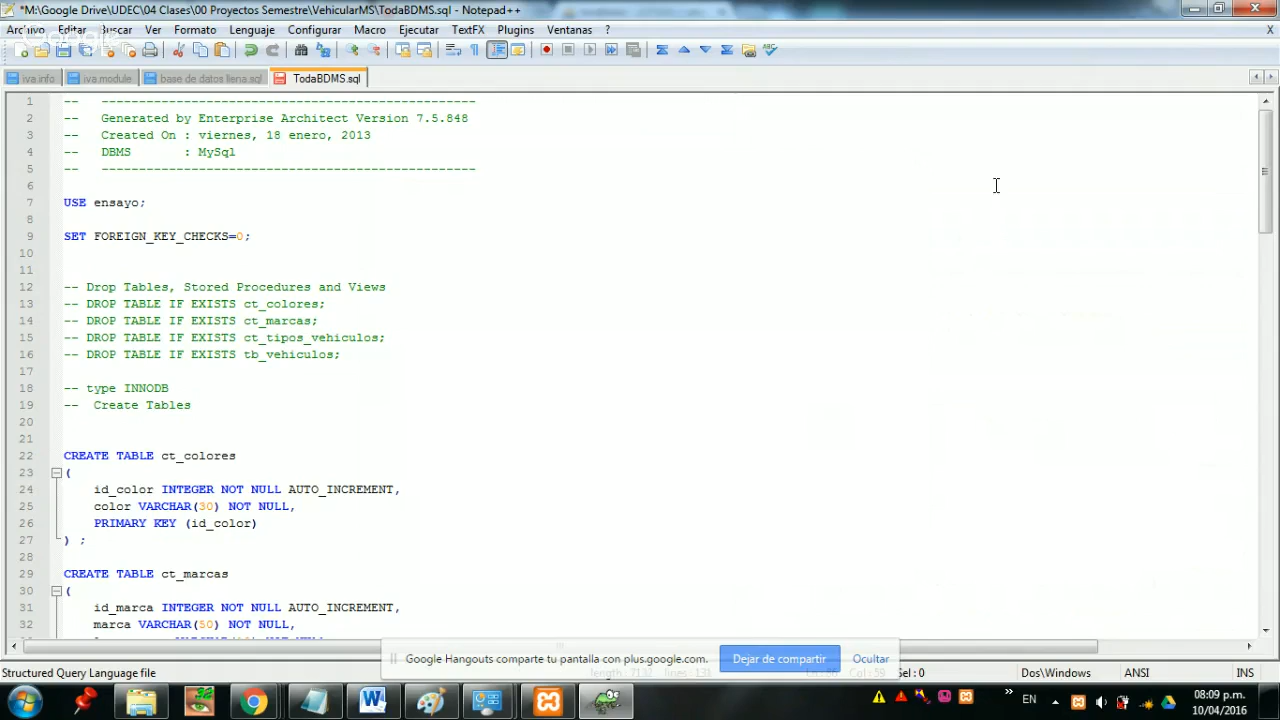 *M:\Google Drive\UDEC\04 Clases\00 Proyectos Semestre\VehicularMS\TodaBDMS.sql - Notepad++
Archivo Editar Buscar Ver Formato Lenguaje Configurar Macro Ejecutar TextFX Plugins Ventanas ? X
Google
iva.info iva.module base de datos llena.sql TodaBDMS.sql
1 -- --------------------------------------------------
2 -- Generated by Enterprise Architect Version 7.5.848
3 -- Created On : viernes, 18 enero, 2013
4 -- DBMS : MySql
5 -- --------------------------------------------------
6
7 USE ensayo;
8
9 SET FOREIGN_KEY_CHECKS=0;
10
11
12 -- Drop Tables, Stored Procedures and Views
13 -- DROP TABLE IF EXISTS ct_colores;
14 -- DROP TABLE IF EXISTS ct_marcas;
15 -- DROP TABLE IF EXISTS ct_tipos_vehiculos;
16 -- DROP TABLE IF EXISTS tb_vehiculos;
17
18 -- type INNODB
19 -- Create Tables
20
21
22 CREATE TABLE ct_colores
23 (
24 id_color INTEGER NOT NULL AUTO_INCREMENT,
25 color VARCHAR(30) NOT NULL,
26 PRIMARY KEY (id_color)
27 ) ;
28
29 CREATE TABLE ct_marcas
30 (
31 id_marca INTEGER NOT NULL AUTO_INCREMENT,
32 marca VARCHAR(50) NOT NULL,
Google Hangouts comparte tu pantalla con plus.google.com. Dejar de compartir Ocultar
Structured Query Language file length : 7132 lines : 131 Col : 59 Sel : 0 Dos\Windows ANSI INS
EN 08:09 p.m.
10/04/2016